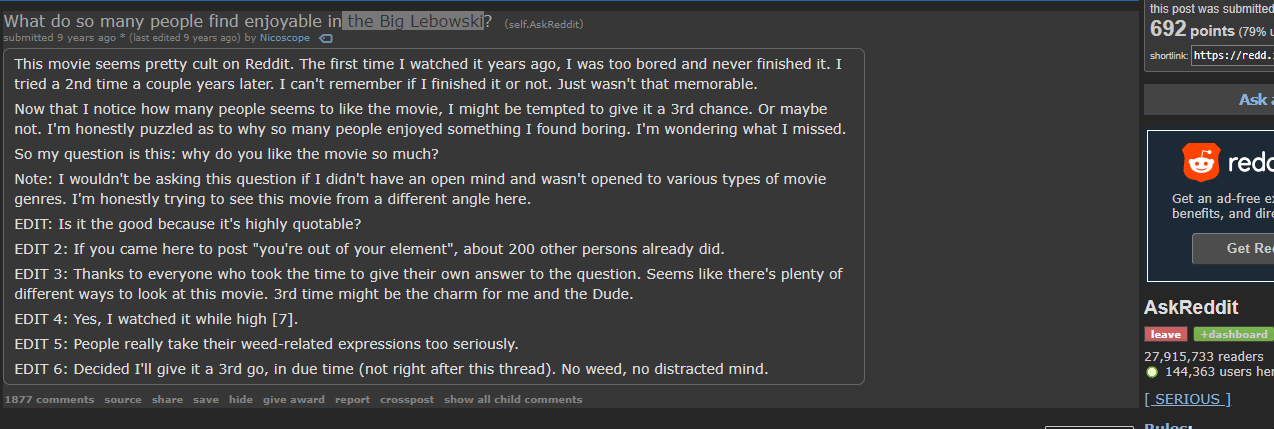 What do so many people find enjoyable in the Big Lebowski? (self.AskReddit)
submitted 9 years ago * (last edited 9 years ago) by Nicoscope
This movie seems pretty cult on Reddit. The first time I watched it years ago, I was too bored and never finished it. I
tried a 2nd time a couple years later. I can't remember if I finished it or not. Just wasn't that memorable.
Now that I notice how many people seems to like the movie, I might be tempted to give it a 3rd chance. Or maybe
not. I'm honestly puzzled as to why so many people enjoyed something I found boring. I'm wondering what I missed.
So my question is this: why do you like the movie so much?
Note: I wouldn't be asking this question if I didn't have an open mind and wasn't opened to various types of movie
genres. I'm honestly trying to see this movie from a different angle here.
EDIT: Is it the good because it's highly quotable?
EDIT 2: If you came here to post "you're out of your element", about 200 other persons already did.
EDIT 3: Thanks to everyone who took the time to give their own answer to the question. Seems like there's plenty of
different ways to look at this movie. 3rd time might be the charm for me and the Dude.
EDIT 4: Yes, I watched it while high [7].
EDIT 5: People really take their weed-related expressions too seriously.
EDIT 6: Decided I'll give it a 3rd go, in due time (not right after this thread). No weed, no distracted mind.
1877 comments source share save hide give award report crosspost show all child comments
this post was submitted
692 points (79% u
shortlink: https://redd.
Ask
redd
Get an ad-free e
benefits, and dire
Get Re
AskReddit
leave +dashboard
27,915,733 readers
144,363 users her
[ SERIOUS ]
Rules: